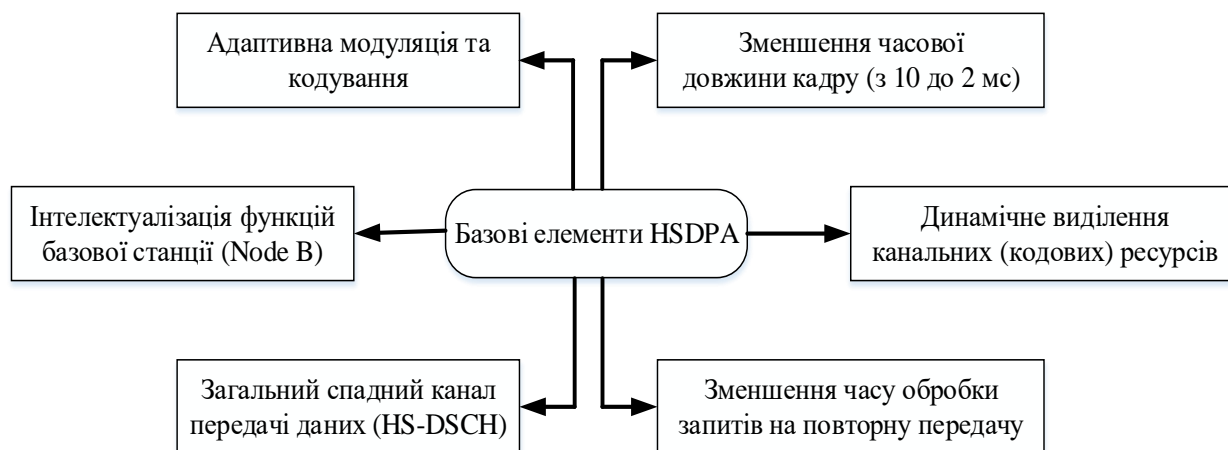 Адаптивна модуляція та
кодування
Зменшення часової
довжини кадру (з 10 до 2 мс)
Інтелектуалізація функцій
базової станції (Node B)
Базові елементи HSDPA
Динамічне виділення
канальних (кодових) ресурсів
Загальний спадний канал
передачі даних (HS-DSCH)
Зменшення часу обробки
запитів на повторну передачу